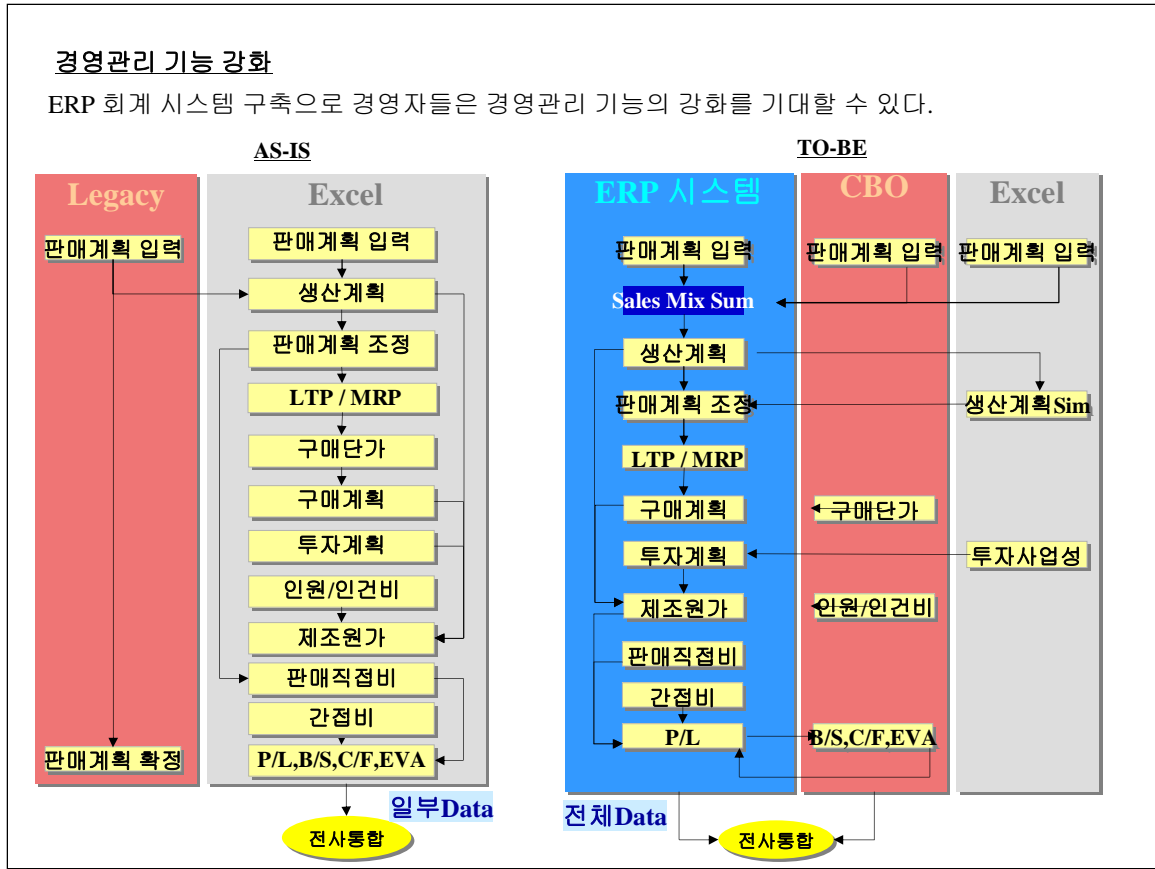 경영관리 기능 강화
ERP 회계 시스템 구축으로 경영자들은 경영관리 기능의 강화를 기대할 수 있다.
AS-IS
Legacy
판매계획 입력
판매계획 확정
Excel
판매계획 입력
생산계획
판매계획 조정
LTP / MRP
구매단가
구매계획
투자계획
인원/인건비
제조원가
판매직접비
간접비
P/L,B/S,C/F,EVA
일부Data
전사통합
TO-BE
ERP 시스템
판매계획 입력
Sales Mix Sum
생산계획
판매계획 조정
LTP / MRP
구매계획
투자계획
제조원가
판매직접비
간접비
P/L
CBO
판매계획 입력
구매단가
인원/인건비
B/S,C/F,EVA
Excel
판매계획 입력
생산계획Sim
투자사업성
전체Data
전사통합